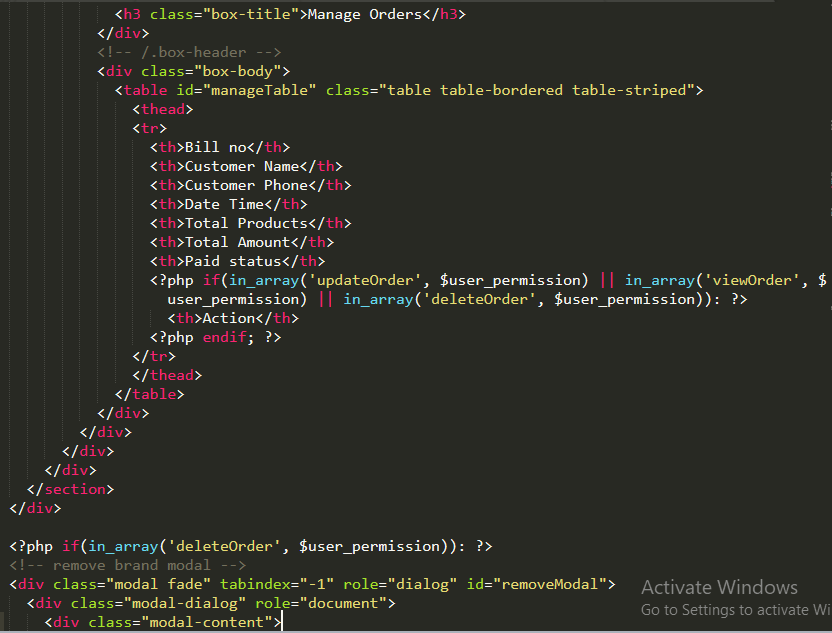 <h3 class="box-title">Manage Orders</h3>
</div>
<!-- /.box-header -->
<div class="box-body">
<table id="manageTable" class="table table-bordered table-striped">
<thead>
<tr>
<th>Bill no</th>
<th>Customer Name</th>
<th>Customer Phone</th>
<th>Date Time</th>
<th>Total Products</th>
<th>Total Amount</th>
<th>Paid status</th>
<?php if(in_array('updateOrder', $user_permission) || in_array('viewOrder', $
user_permission) || in_array('deleteOrder', $user_permission)): ?>
<th>Action</th>
<?php endif; ?>
</tr>
</thead>
</table>
</div>
</div>
</div>
</div>
</section>
</div>
<?php if(in_array('deleteOrder', $user_permission)): ?>
<!-- remove brand modal -->
<div class="modal fade" tabindex="-1" role="dialog" id="removeModal">
<div class="modal-dialog" role="document">
<div class="modal-content">
Activate Windows
Go to Settings to activate Wi